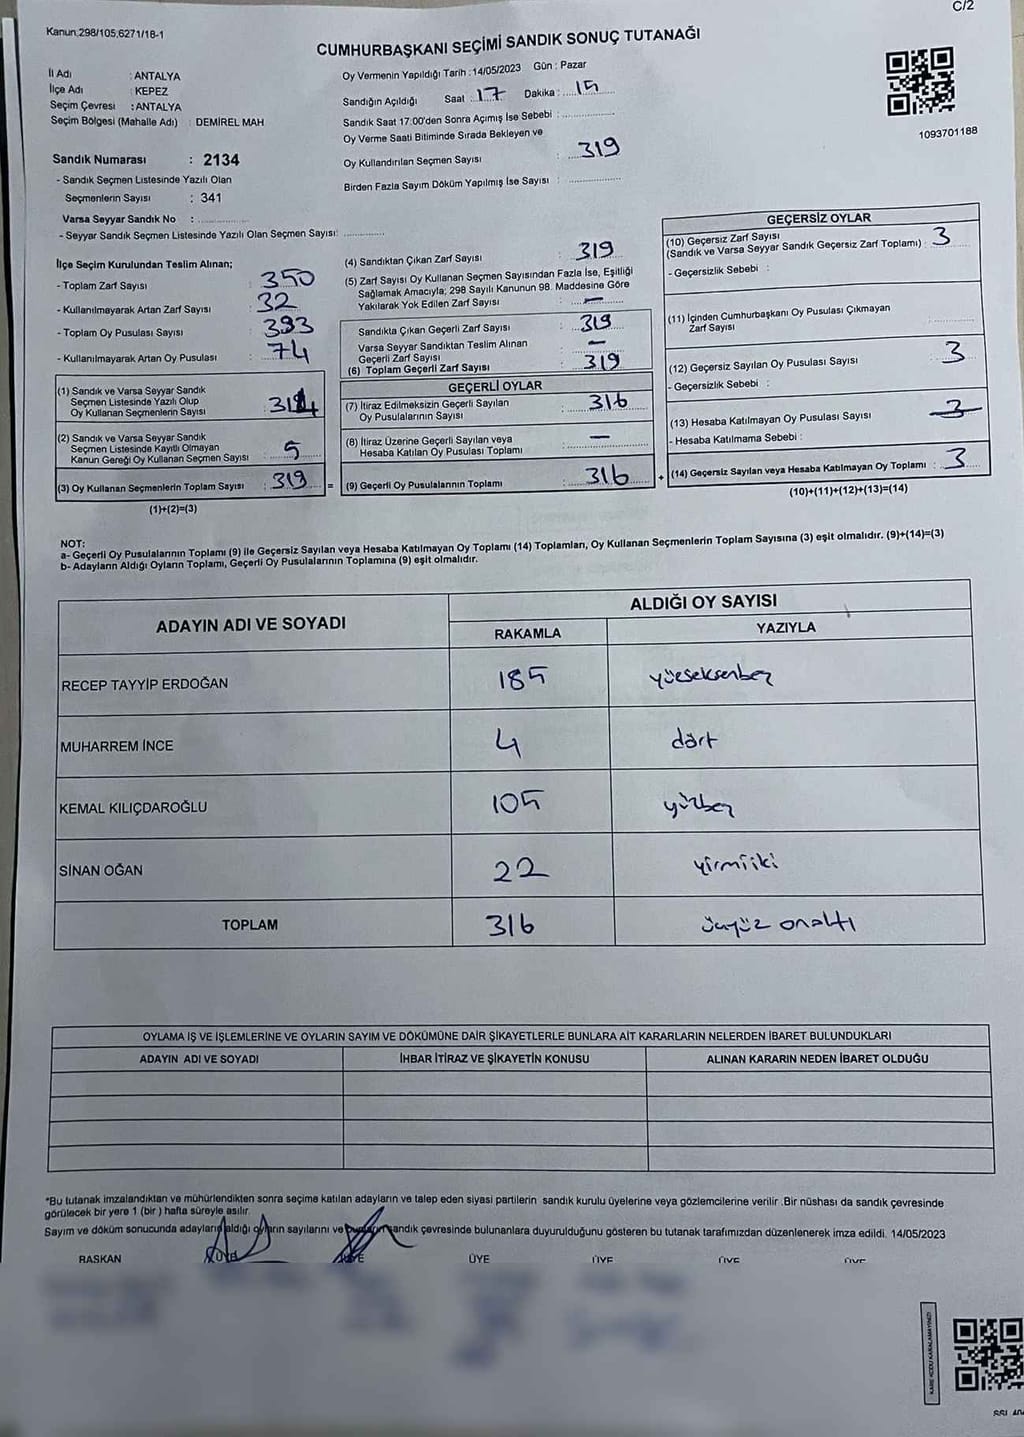 C/2
Kanun:298/105;6271/18-1
CUMHURBAŞKANI SEÇİMİ SANDIK SONUÇ TUTANAĞI
İl Adı : ANTALYA
İlçe Adı : KEPEZ
Seçim Çevresi : ANTALYA
Seçim Bölgesi (Mahalle Adı) : DEMİREL MAH
Oy Vermenin Yapıldığı Tarih : 14/05/2023 Gün : Pazar
Sandığın Açıldığı Saat 17 Dakika : 15
Sandık Saat 17:00'den Sonra Açımış İse Sebebi :
Oy Verme Saati Bitiminde Sırada Bekleyen ve
Oy Kullandırılan Seçmen Sayısı : 319
Birden Fazla Sayım Döküm Yapılmış İse Sayısı :
1093701188
Sandık Numarası : 2134
- Sandık Seçmen Listesinde Yazılı Olan
Seçmenlerin Sayısı : 341
Varsa Seyyar Sandık No :
- Seyyar Sandık Seçmen Listesinde Yazılı Olan Seçmen Sayısı:
İlçe Seçim Kurulundan Teslim Alınan;
- Toplam Zarf Sayısı : 350
- Kullanılmayarak Artan Zarf Sayısı : 32
- Toplam Oy Pusulası Sayısı : 393
- Kullanılmayarak Artan Oy Pusulası : 74
(1) Sandık ve Varsa Seyyar Sandık
Seçmen Listesinde Yazılı Olup
Oy Kullanan Seçmenlerin Sayısı : 314
(2) Sandık ve Varsa Seyyar Sandık
Seçmen Listesinde Kayıtlı Olmayan
Kanun Gereği Oy Kullanan Seçmen Sayısı : 5
(3) Oy Kullanan Seçmenlerin Toplam Sayısı : 319 =
(1)+(2)=(3)
(4) Sandıktan Çıkan Zarf Sayısı : 319
(5) Zarf Sayısı Oy Kullanan Seçmen Sayısından Fazla İse, Eşitliği
Sağlamak Amacıyla; 298 Sayılı Kanunun 98. Maddesine Göre
Yakılarak Yok Edilen Zarf Sayısı : —
Sandıkta Çıkan Geçerli Zarf Sayısı : 319
Varsa Seyyar Sandıktan Teslim Alınan
Geçerli Zarf Sayısı : —
(6) Toplam Geçerli Zarf Sayısı : 319
GEÇERLİ OYLAR
(7) İtiraz Edilmeksizin Geçerli Sayılan
Oy Pusulalarının Sayısı : 316
(8) İtiraz Üzerine Geçerli Sayılan veya
Hesaba Katılan Oy Pusulası Toplamı : —
(9) Geçerli Oy Pusulalarının Toplamı : 316 +
GEÇERSİZ OYLAR
(10) Geçersiz Zarf Sayısı
(Sandık ve Varsa Seyyar Sandık Geçersiz Zarf Toplamı) : 3
- Geçersizlik Sebebi :
(11) İçinden Cumhurbaşkanı Oy Pusulası Çıkmayan
Zarf Sayısı
(12) Geçersiz Sayılan Oy Pusulası Sayısı : 3
- Geçersizlik Sebebi :
(13) Hesaba Katılmayan Oy Pusulası Sayısı : 3
- Hesaba Katılmama Sebebi :
(14) Geçersiz Sayılan veya Hesaba Katılmayan Oy Toplamı : 3
(10)+(11)+(12)+(13)=(14)
NOT:
a- Geçerli Oy Pusulalarının Toplamı (9) ile Geçersiz Sayılan veya Hesaba Katılmayan Oy Toplamı (14) Toplamları, Oy Kullanan Seçmenlerin Toplam Sayısına (3) eşit olmalıdır. (9)+(14)=(3)
b- Adayların Aldığı Oyların Toplamı, Geçerli Oy Pusulalarının Toplamına (9) eşit olmalıdır.
ADAYIN ADI VE SOYADI ALDIĞI OY SAYISI
RAKAMLA YAZIYLA
RECEP TAYYİP ERDOĞAN 185 yüzseksenbeş
MUHARREM İNCE 4 dört
KEMAL KILIÇDAROĞLU 105 yüzbeş
SİNAN OĞAN 22 yirmiiki
TOPLAM 316 üçyüz onaltı
OYLAMA İŞ VE İŞLEMLERİNE VE OYLARIN SAYIM VE DÖKÜMÜNE DAİR ŞİKAYETLERLE BUNLARA AİT KARARLARIN NELERDEN İBARET BULUNDUKLARI
ADAYIN ADI VE SOYADI İHBAR İTİRAZ VE ŞİKAYETİN KONUSU ALINAN KARARIN NEDEN İBARET OLDUĞU
*Bu tutanak imzalandıktan ve mühürlendikten sonra seçime katılan adayların ve talep eden siyasi partilerin sandık kurulu üyelerine veya gözlemcilerine verilir. Bir nüshası da sandık çevresinde
görülecek bir yere 1 (bir) hafta süreyle asılır.
Sayım ve döküm sonucunda adayların aldığı oyların sayılarını ve bunların sandık çevresinde bulunanlara duyurulduğunu gösteren bu tutanak tarafımızdan düzenlenerek imza edildi. 14/05/2023
BAŞKAN ÜYE ÜYE ÜYE ÜYE ÜYE ÜYE
KARE KODU KARALAMAYINIZ!